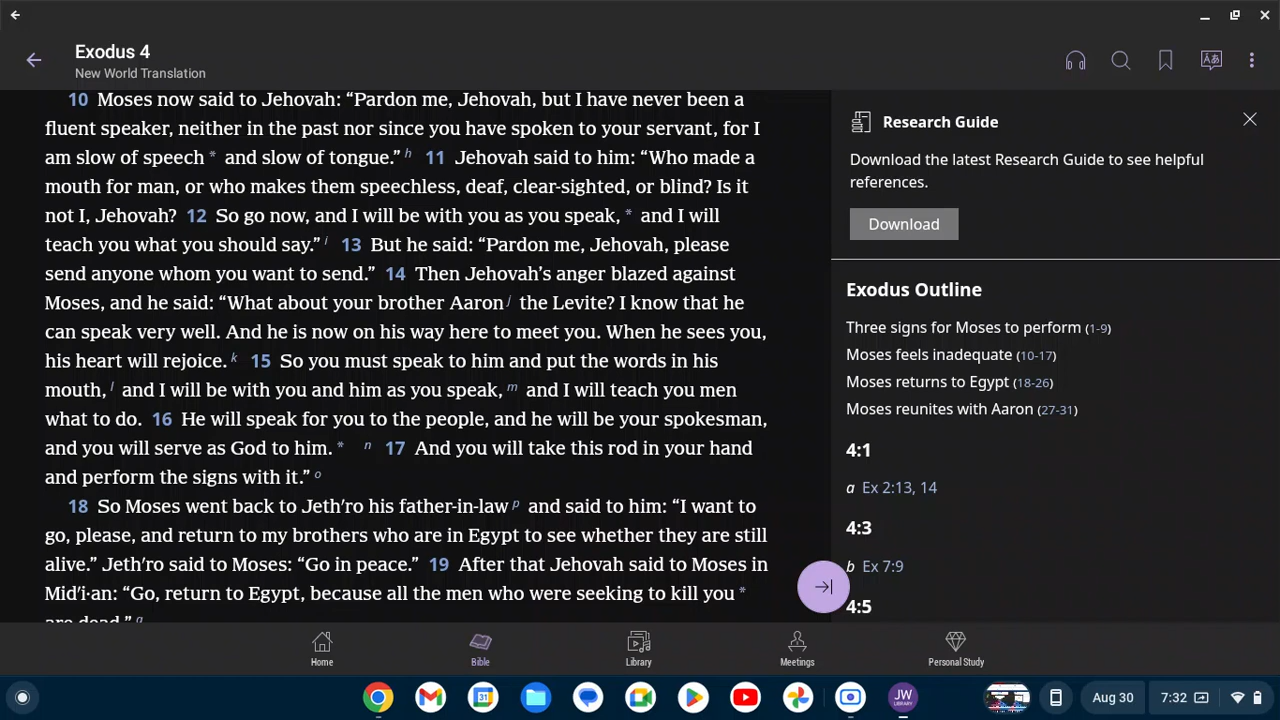 Exodus 4
New World Translation
10 Moses now said to Jehovah: “Pardon me, Jehovah, but I have never been a
fluent speaker, neither in the past nor since you have spoken to your servant, for I
am slow of speech * and slow of tongue.” h 11 Jehovah said to him: “Who made a
mouth for man, or who makes them speechless, deaf, clear-sighted, or blind? Is it
not I, Jehovah? 12 So go now, and I will be with you as you speak, * and I will
teach you what you should say.” i 13 But he said: “Pardon me, Jehovah, please
send anyone whom you want to send.” 14 Then Jehovah’s anger blazed against
Moses, and he said: “What about your brother Aaron j the Levite? I know that he
can speak very well. And he is now on his way here to meet you. When he sees you,
his heart will rejoice. k 15 So you must speak to him and put the words in his
mouth, l and I will be with you and him as you speak, m and I will teach you men
what to do. 16 He will speak for you to the people, and he will be your spokesman,
and you will serve as God to him. * n 17 And you will take this rod in your hand
and perform the signs with it.” o
18 So Moses went back to Jeth′ro his father-in-law p and said to him: “I want to
go, please, and return to my brothers who are in Egypt to see whether they are still
alive.” Jeth′ro said to Moses: “Go in peace.” 19 After that Jehovah said to Moses in
Mid′i·an: “Go, return to Egypt, because all the men who were seeking to kill you *
are dead.” q
Research Guide
Download the latest Research Guide to see helpful
references.
Download
Exodus Outline
Three signs for Moses to perform (1-9)
Moses feels inadequate (10-17)
Moses returns to Egypt (18-26)
Moses reunites with Aaron (27-31)
4:1
a Ex 2:13, 14
4:3
b Ex 7:9
4:5
Home
Bible
Library
Meetings
Personal Study
31
JW
LIBRARY
Aug 30
7:32